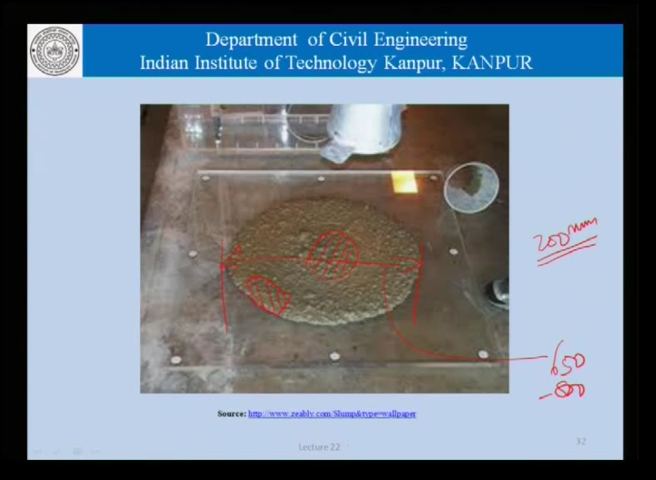 Department of Civil Engineering
Indian Institute of Technology Kanpur, KANPUR
200mm
650
-800
Source: http://www.zeably.com/Slump&type=wallpaper
Lecture 22
32